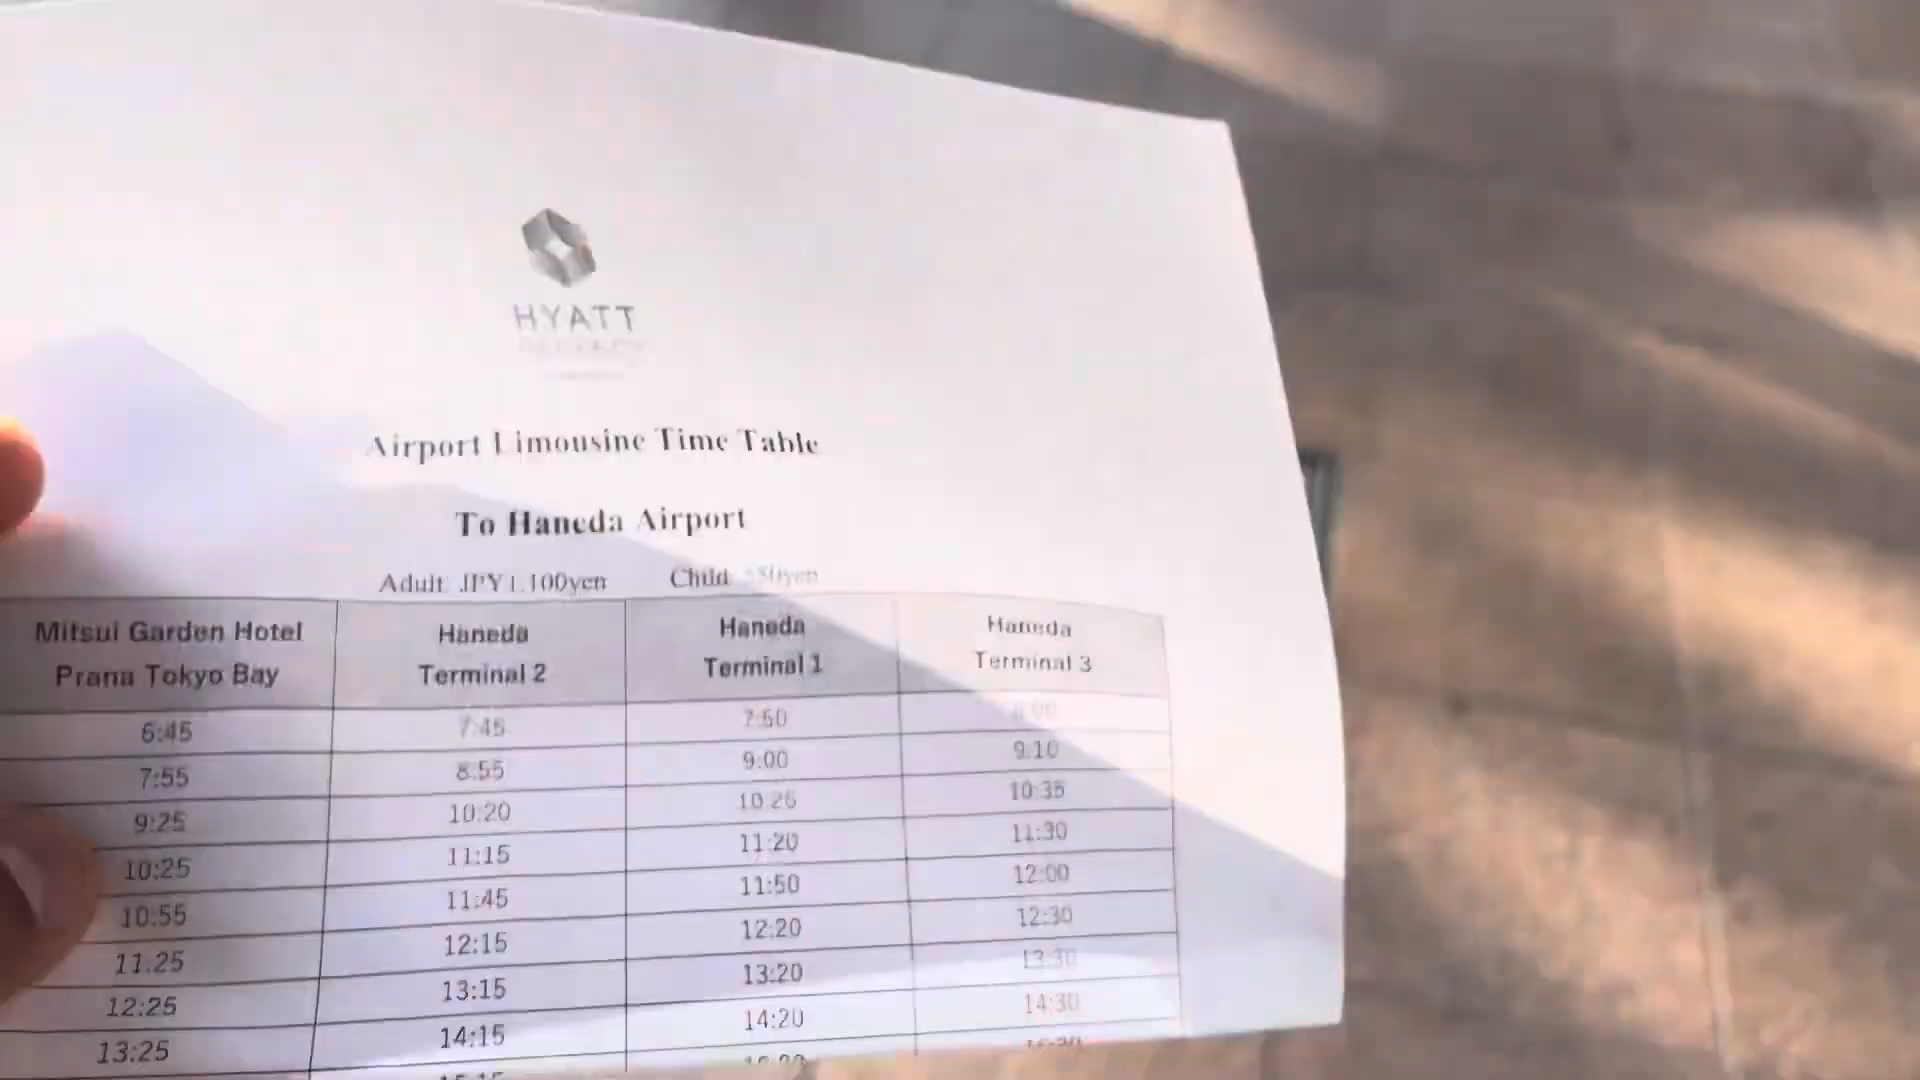 HYATT
REGENCY
Airport Limousine Time Table
To Haneda Airport
Adult: JPY1,100yen Child: 550yen
Mitsui Garden Hotel Prana Tokyo Bay Haneda Terminal 2 Haneda Terminal 1 Haneda Terminal 3
6:45 7:45 7:50 8:00
7:55 8:55 9:00 9:10
9:25 10:20 10:25 10:35
10:25 11:15 11:20 11:30
10:55 11:45 11:50 12:00
11.25 12:15 12:20 12:30
12:25 13:15 13:20 13:30
13:25 14:15 14:20 14:30